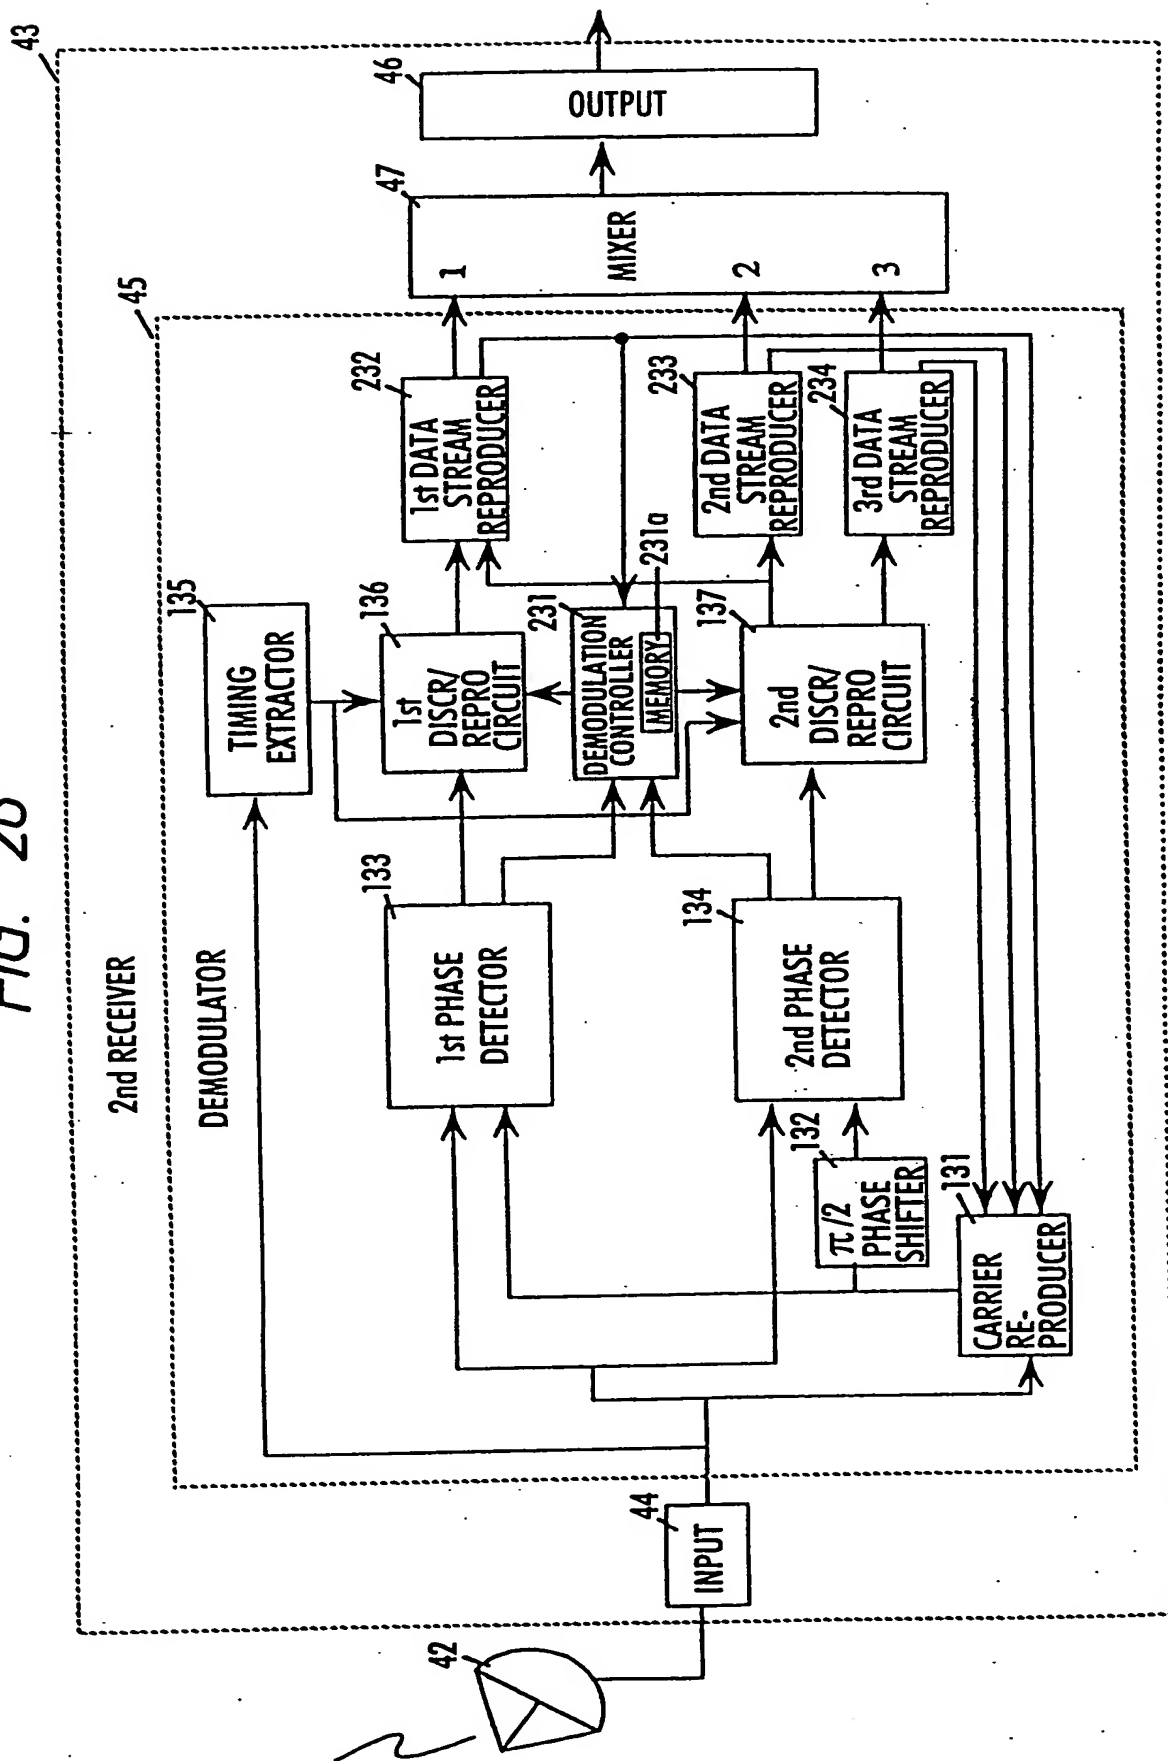 FIG.
43
2nd RECEIVER
45
DEMODULATOR
135
TIMING
EXTRACTOR
133
1st PHASE
DETECTOR
136
1st
DISCR/
REPRO
CIRCUIT
232
1st DATA
STREAM
REPRODUCER
47
1
MIXER
2
3
46
OUTPUT
231
DEMODULATION
CONTROLLER
MEMORY
231a
42
44
INPUT
134
2nd PHASE
DETECTOR
137
2nd
DISCR/
REPRO
CIRCUIT
233
2nd DATA
STREAM
REPRODUCER
234
3rd DATA
STREAM
REPRODUCER
132
π/2
PHASE
SHIFTER
131
CARRIER
RE-
PRODUCER